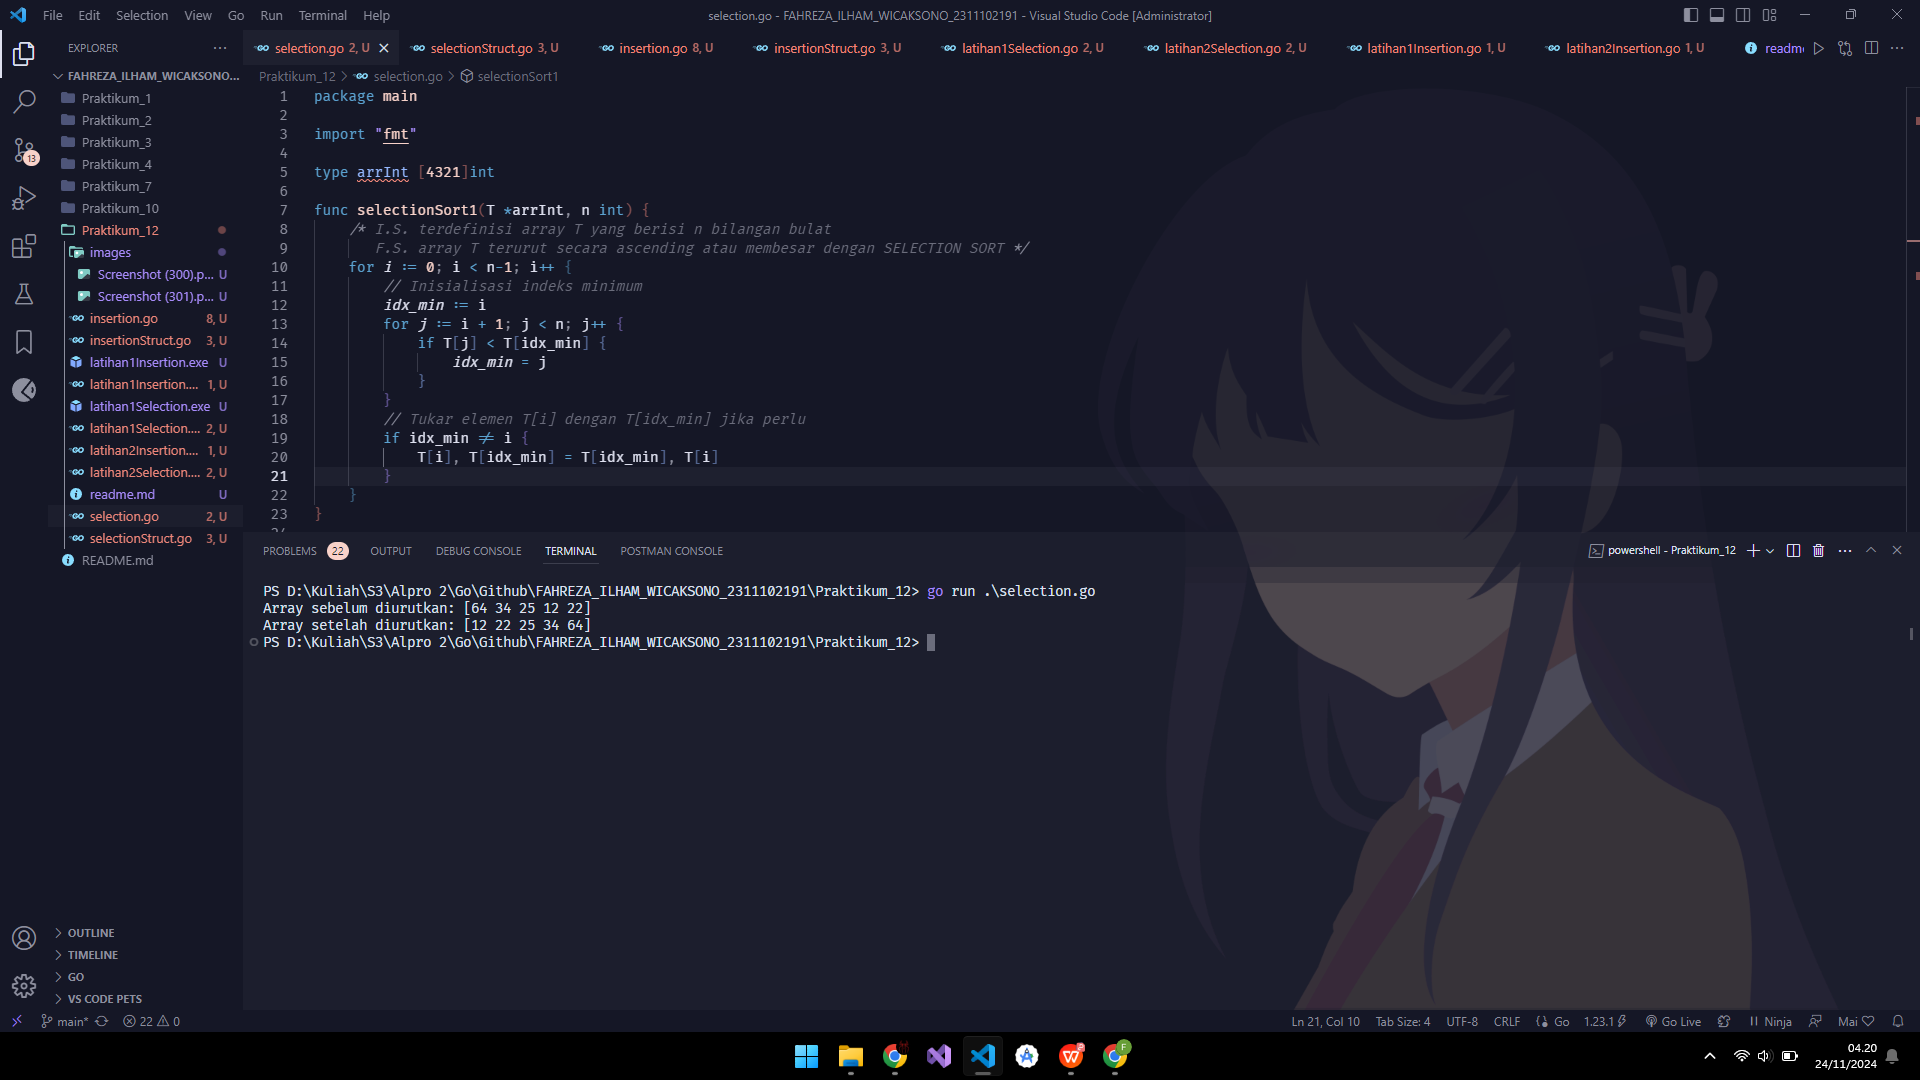 File Edit Selection View Go Run Terminal Help
selection.go - FAHREZA_ILHAM_WICAKSONO_2311102191 - Visual Studio Code [Administrator]
EXPLORER
selection.go 2, U
selectionStruct.go 3, U
insertion.go 8, U
insertionStruct.go 3, U
latihan1Selection.go 2, U
latihan2Selection.go 2, U
latihan1Insertion.go 1, U
latihan2Insertion.go 1, U
readme
FAHREZA_ILHAM_WICAKSONO...
Praktikum_12 > selection.go > selectionSort1
Praktikum_1
Praktikum_2
Praktikum_3
Praktikum_4
Praktikum_7
Praktikum_10
Praktikum_12
images
Screenshot (300).p... U
Screenshot (301).p... U
insertion.go 8, U
insertionStruct.go 3, U
latihan1Insertion.exe U
latihan1Insertion.... 1, U
latihan1Selection.exe U
latihan1Selection.... 2, U
latihan2Insertion.... 1, U
latihan2Selection.... 2, U
readme.md U
selection.go 2, U
selectionStruct.go 3, U
README.md
13
OUTLINE
TIMELINE
GO
VS CODE PETS
1 package main
2
3 import "fmt"
4
5 type arrInt [4321]int
6
7 func selectionSort1(T *arrInt, n int) {
8 /* I.S. terdefinisi array T yang berisi n bilangan bulat
9 F.S. array T terurut secara ascending atau membesar dengan SELECTION SORT */
10 for i := 0; i < n-1; i++ {
11 // Inisialisasi indeks minimum
12 idx_min := i
13 for j := i + 1; j < n; j++ {
14 if T[j] < T[idx_min] {
15 idx_min = j
16 }
17 }
18 // Tukar elemen T[i] dengan T[idx_min] jika perlu
19 if idx_min != i {
20 T[i], T[idx_min] = T[idx_min], T[i]
21 }
22 }
23 }
PROBLEMS 22 OUTPUT DEBUG CONSOLE TERMINAL POSTMAN CONSOLE
powershell - Praktikum_12
PS D:\Kuliah\S3\Alpro 2\Go\Github\FAHREZA_ILHAM_WICAKSONO_2311102191\Praktikum_12> go run .\selection.go
Array sebelum diurutkan: [64 34 25 12 22]
Array setelah diurutkan: [12 22 25 34 64]
PS D:\Kuliah\S3\Alpro 2\Go\Github\FAHREZA_ILHAM_WICAKSONO_2311102191\Praktikum_12>
main* 22 0
Ln 21, Col 10 Tab Size: 4 UTF-8 CRLF Go 1.23.1 Go Live Ninja Mai
04.20
24/11/2024